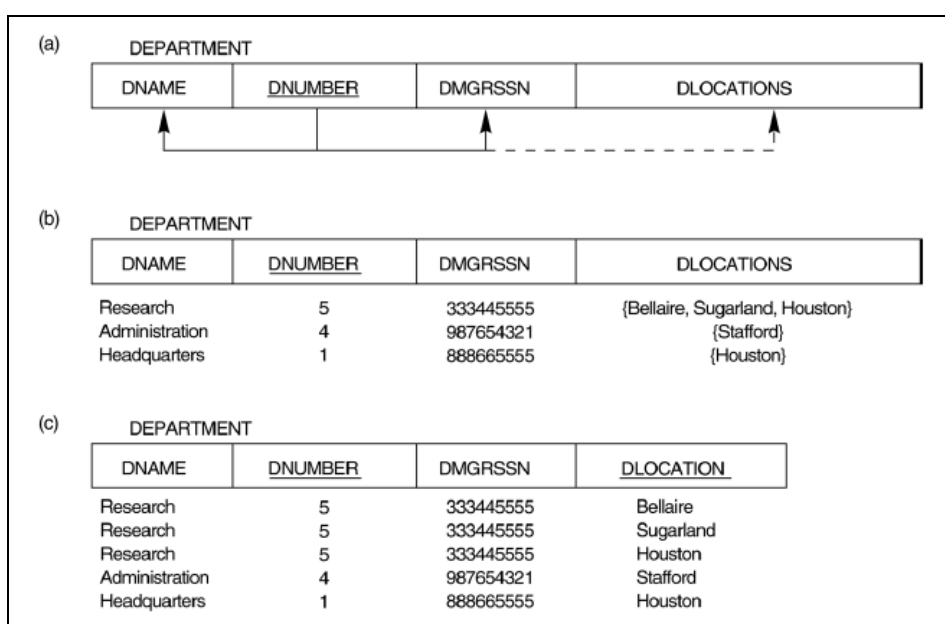 (a) DEPARTMENT
DNAME DNUMBER DMGRSSN DLOCATIONS
(b) DEPARTMENT
DNAME DNUMBER DMGRSSN DLOCATIONS
Research 5 333445555 {Bellaire, Sugarland, Houston}
Administration 4 987654321 {Stafford}
Headquarters 1 888665555 {Houston}
(c) DEPARTMENT
DNAME DNUMBER DMGRSSN DLOCATION
Research 5 333445555 Bellaire
Research 5 333445555 Sugarland
Research 5 333445555 Houston
Administration 4 987654321 Stafford
Headquarters 1 888665555 Houston